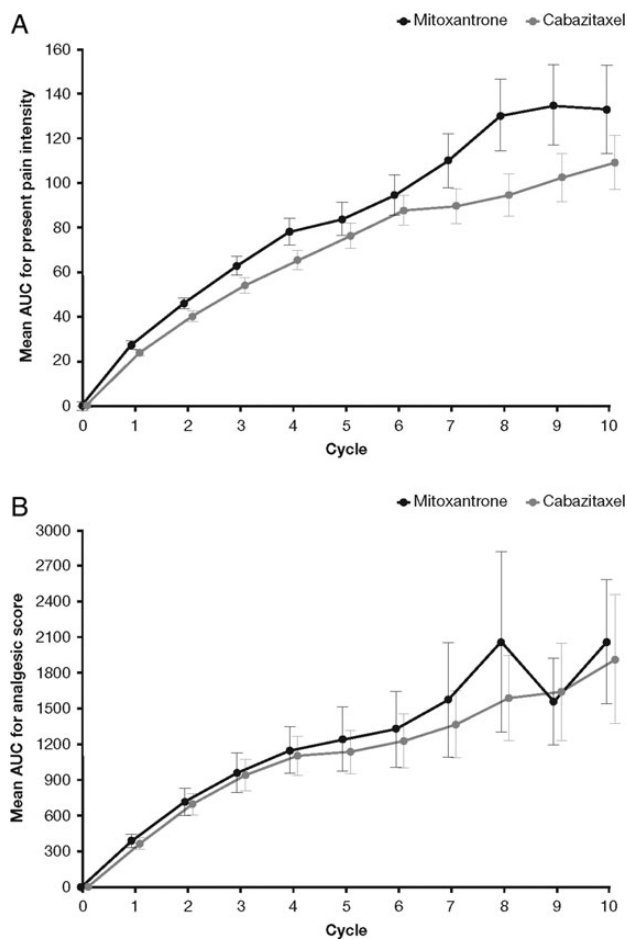 A
Mitoxantrone Cabazitaxel
160
140
120
100
80
60
40
20
0
Mean AUC for present pain intensity
0 1 2 3 4 5 6 7 8 9 10
Cycle
B
Mitoxantrone Cabazitaxel
3000
2700
2400
2100
1800
1500
1200
900
600
300
0
Mean AUC for analgesic score
0 1 2 3 4 5 6 7 8 9 10
Cycle